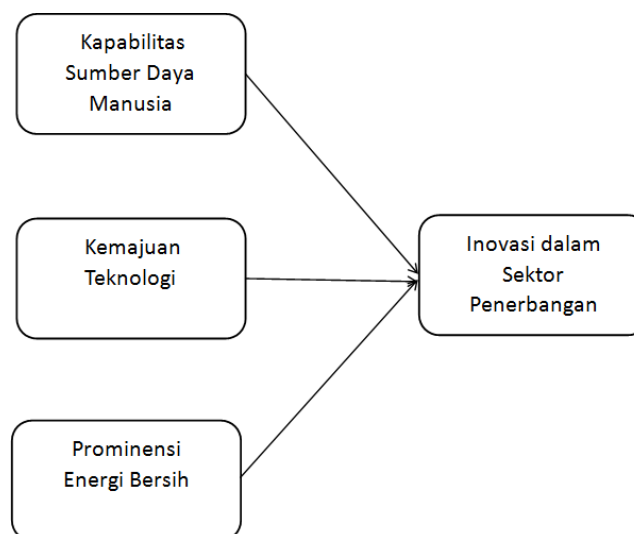 Kapabilitas
Sumber Daya
Manusia
Kemajuan
Teknologi
Inovasi dalam
Sektor
Penerbangan
Prominensi
Energi Bersih